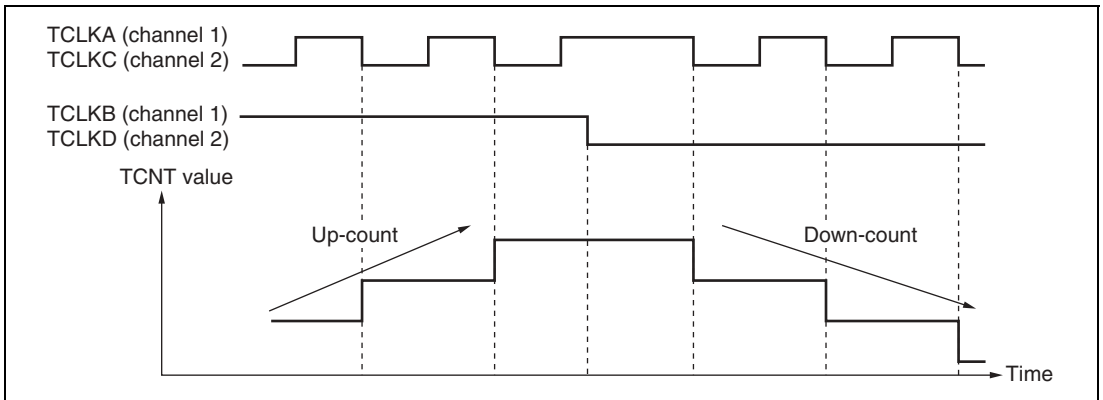 TCLKA (channel 1)
TCLKC (channel 2)
TCLKB (channel 1)
TCLKD (channel 2)
TCNT value
Up-count
Down-count
Time